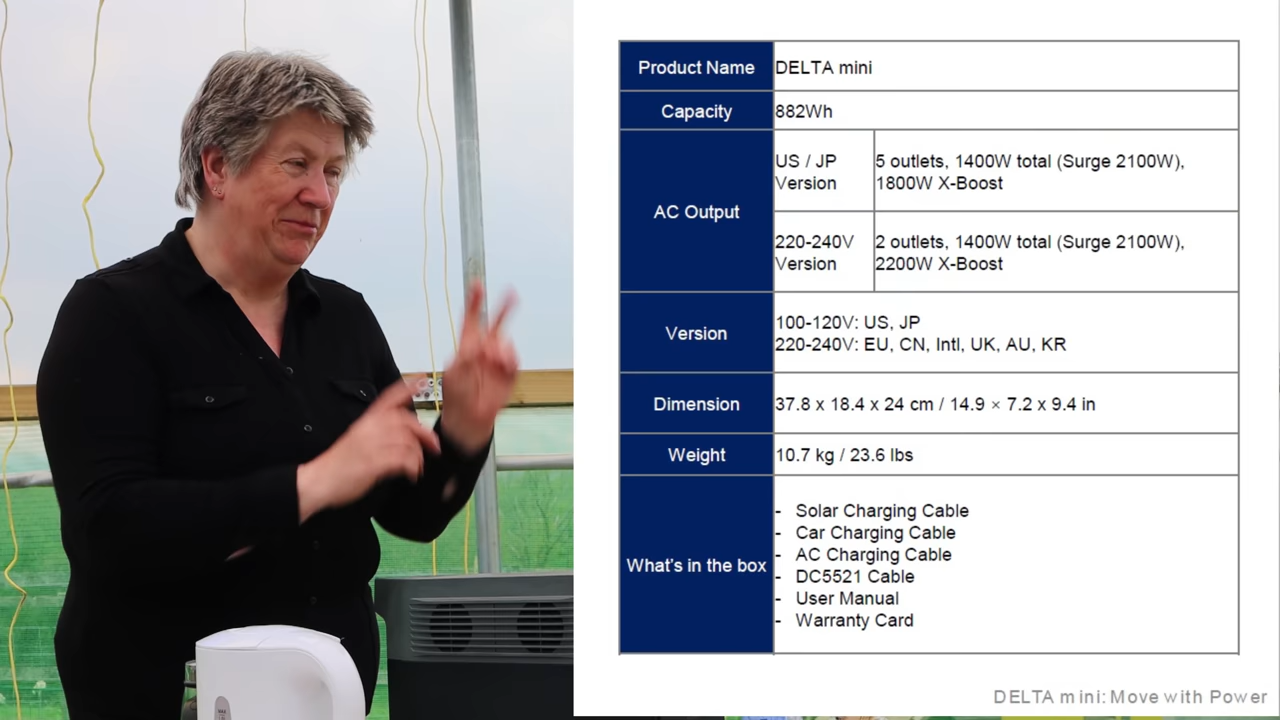 Product Name DELTA mini
Capacity 882Wh
AC Output
US / JP
Version
5 outlets, 1400W total (Surge 2100W),
1800W X-Boost
220-240V
Version
2 outlets, 1400W total (Surge 2100W),
2200W X-Boost
Version
100-120V: US, JP
220-240V: EU, CN, Intl, UK, AU, KR
Dimension 37.8 x 18.4 x 24 cm / 14.9 × 7.2 x 9.4 in
Weight 10.7 kg / 23.6 lbs
What's in the box
- Solar Charging Cable
- Car Charging Cable
- AC Charging Cable
- DC5521 Cable
- User Manual
- Warranty Card
DELTA mini: Move with Power